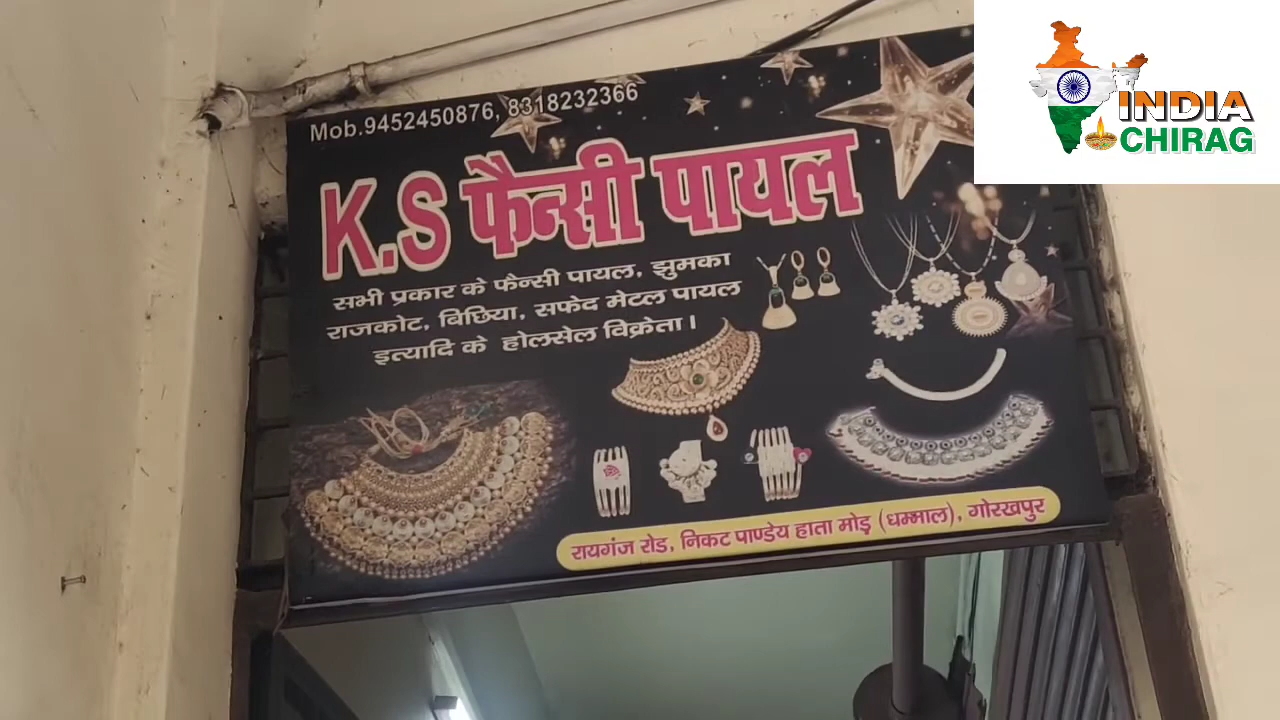 INDIA
CHIRAG
Mob.9452450876, 8318232366
K.S फैन्सी पायल
सभी प्रकार के फैन्सी पायल, झुमका
राजकोट, बिछिया, सफेद मेटल पायल
इत्यादि के होलसेल विक्रेता।
रायगंज रोड, निकट पाण्डेय हाता मोड़ (धम्माल), गोरखपुर